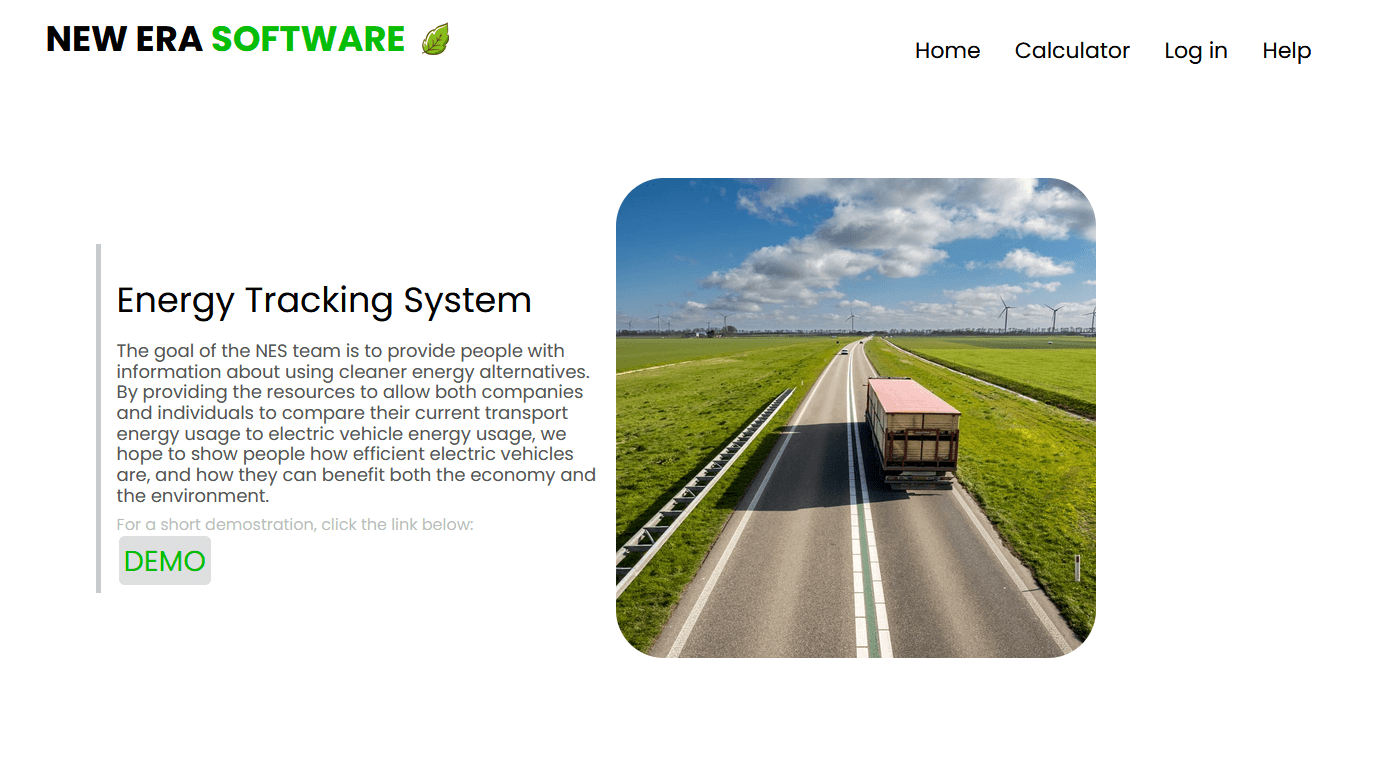 NEW ERA SOFTWARE
Home Calculator Log in Help
Energy Tracking System
The goal of the NES team is to provide people with
information about using cleaner energy alternatives.
By providing the resources to allow both companies
and individuals to compare their current transport
energy usage to electric vehicle energy usage, we
hope to show people how efficient electric vehicles
are, and how they can benefit both the economy and
the environment.
For a short demostration, click the link below:
DEMO